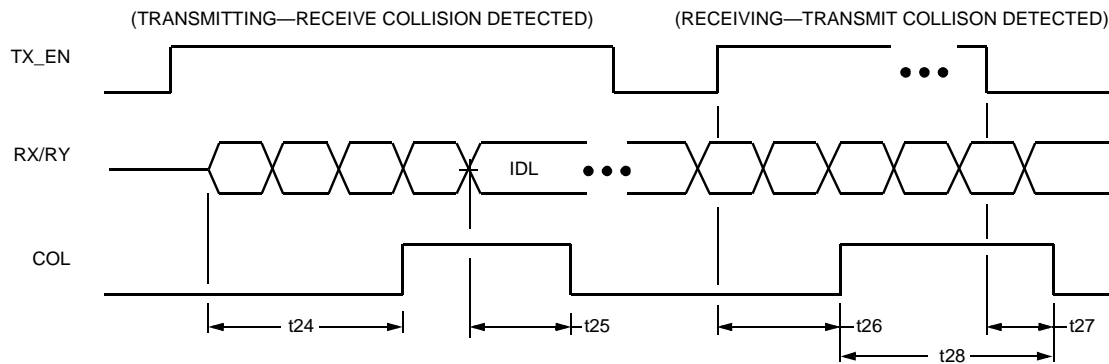 (TRANSMITTING—RECEIVE COLLISION DETECTED) (RECEIVING—TRANSMIT COLLISON DETECTED)
TX_EN
RX/RY
IDL
COL
t24 t25 t26 t27
t28